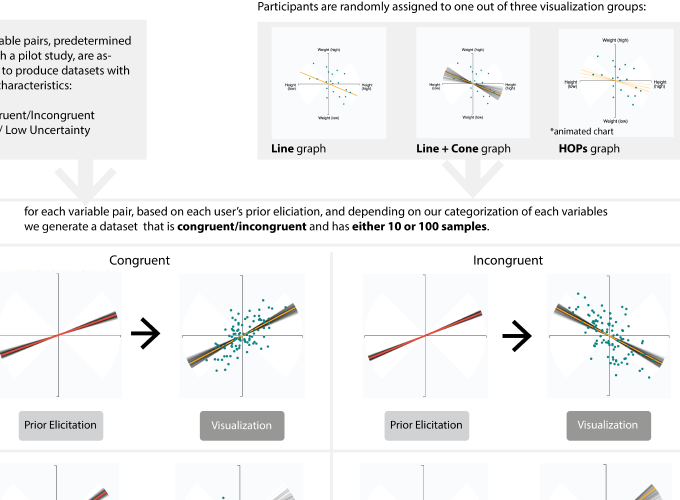 Participants are randomly assigned to one out of three visualization groups:
able pairs, predetermined
h a pilot study, are as-
to produce datasets with
characteristics:
ruent/Incongruent
/ Low Uncertainty
Weight (high)
Height
(low)
Height
(high)
Weight (low)
Line graph
Weight (high)
Height
(low)
Height
(high)
Weight (low)
Line + Cone graph
Weight (high)
Height
(low)
Height
(high)
Weight (low)
*animated chart
HOPs graph
for each variable pair, based on each user's prior eliciation, and depending on our categorization of each variables
we generate a dataset that is congruent/incongruent and has either 10 or 100 samples.
Congruent
Incongruent
Prior Elicitation
Visualization
Prior Elicitation
Visualization